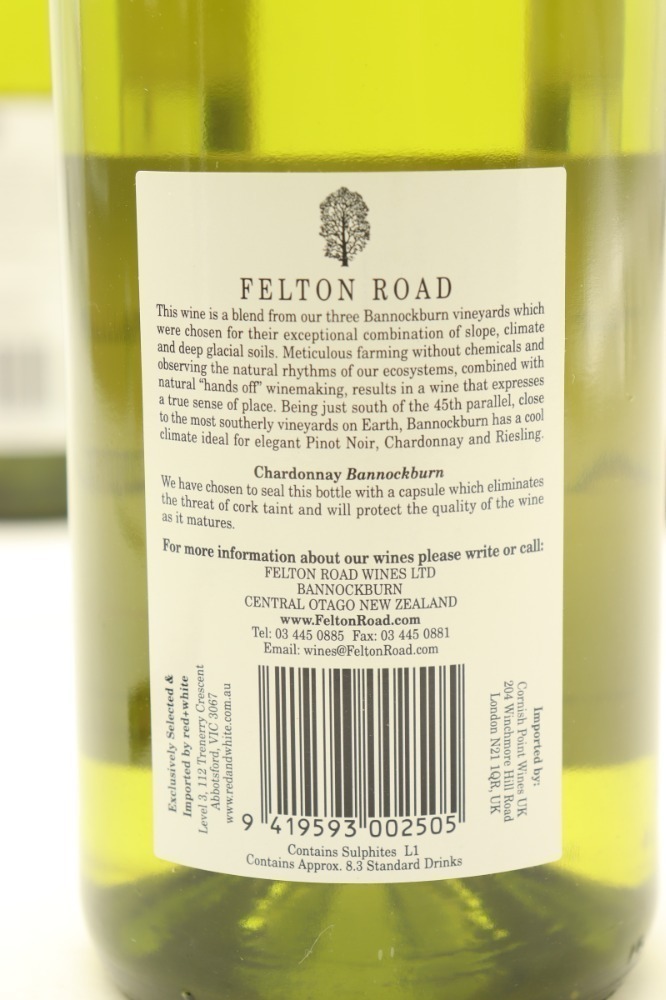 FELTON ROAD
This wine is a blend from our three Bannockburn vineyards which
were chosen for their exceptional combination of slope, climate
and deep glacial soils. Meticulous farming without chemicals and
observing the natural rhythms of our ecosystems, combined with
natural "hands off" winemaking, results in a wine that expresses
a true sense of place. Being just south of the 45th parallel, close
to the most southerly vineyards on Earth, Bannockburn has a cool
climate ideal for elegant Pinot Noir, Chardonnay and Riesling.
Chardonnay Bannockburn
We have chosen to seal this bottle with a capsule which eliminates
the threat of cork taint and will protect the quality of the wine
as it matures.
For more information about our wines please write or call:
FELTON ROAD WINES LTD
BANNOCKBURN
CENTRAL OTAGO NEW ZEALAND
www.FeltonRoad.com
Tel: 03 445 0885 Fax: 03 445 0881
Email: wines@FeltonRoad.com
Exclusively Selected &
Imported by red+white
Level 3, 112 Trenerry Crescent
Abbotsford, VIC 3067
www.redandwhite.com.au
Imported by:
Cornish Point Wines UK
204 Winchmore Hill Road
London N21 1QR, UK
9 419593 002505
Contains Sulphites L1
Contains Approx. 8.3 Standard Drinks